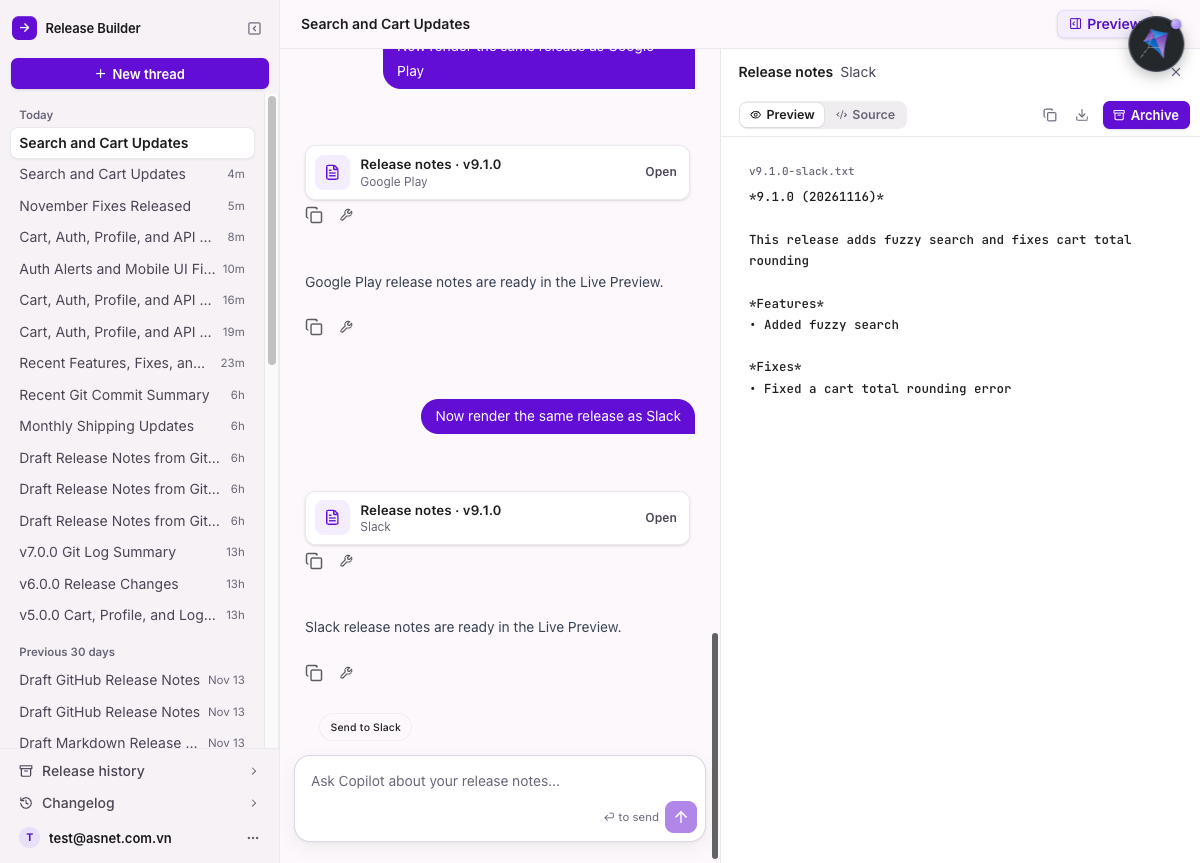 Release Builder
New thread
Today
Search and Cart Updates
Search and Cart Updates 4m
November Fixes Released 5m
Cart, Auth, Profile, and API ... 8m
Auth Alerts and Mobile UI Fi... 10m
Cart, Auth, Profile, and API ... 16m
Cart, Auth, Profile, and API ... 19m
Recent Features, Fixes, an... 23m
Recent Git Commit Summary 6h
Monthly Shipping Updates 6h
Draft Release Notes from Git... 6h
Draft Release Notes from Git... 6h
Draft Release Notes from Git... 6h
v7.0.0 Git Log Summary 13h
v6.0.0 Release Changes 13h
v5.0.0 Cart, Profile, and Log... 13h
Previous 30 days
Draft GitHub Release Notes Nov 13
Draft GitHub Release Notes Nov 13
Draft Markdown Release ... Nov 13
Release history
Changelog
T test@asnet.com.vn
Search and Cart Updates
Preview
Now render the same release as Google
Play
Release notes · v9.1.0
Google Play
Open
Google Play release notes are ready in the Live Preview.
Now render the same release as Slack
Release notes · v9.1.0
Slack
Open
Slack release notes are ready in the Live Preview.
Send to Slack
Ask Copilot about your release notes...
to send
Release notes Slack
Preview
Source
Archive
v9.1.0-slack.txt
*9.1.0 (20261116)*
This release adds fuzzy search and fixes cart total
rounding
*Features*
• Added fuzzy search
*Fixes*
• Fixed a cart total rounding error